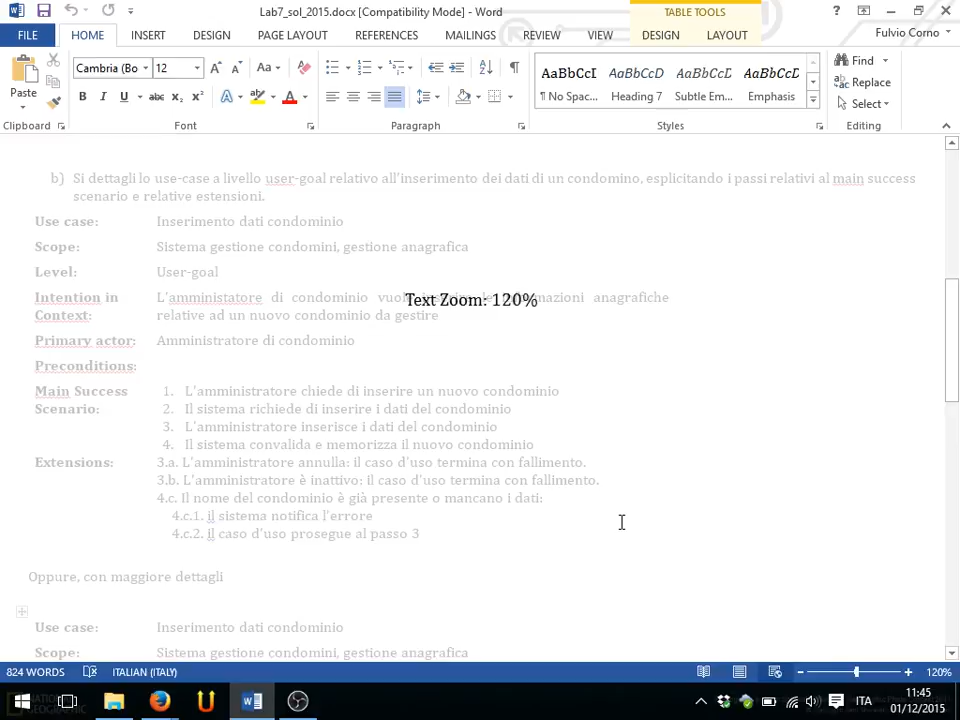 Lab7_sol_2015.docx [Compatibility Mode] - Word
TABLE TOOLS
FILE HOME INSERT DESIGN PAGE LAYOUT REFERENCES MAILINGS REVIEW VIEW DESIGN LAYOUT Fulvio Corno
Cambria (Bo 12
AaBbCcI AaBbCcD AaBbCcD AaBbCcD
Find
Replace
Select
Paste
¶ No Spac... Heading 7 Subtle Em... Emphasis
Clipboard Font Paragraph Styles Editing
b) Si dettagli lo use-case a livello user-goal relativo all'inserimento dei dati di un condomino, esplicitando i passi relativi al main success
scenario e relative estensioni.
Use case: Inserimento dati condominio
Scope: Sistema gestione condomini, gestione anagrafica
Level: User-goal
Intention in L'amministatore di condominio anagrafiche
Context: relative ad un nuovo condominio da gestire
Text Zoom: 120%
Primary actor: Amministratore di condominio
Preconditions:
Main Success Scenario:
1. L'amministratore chiede di inserire un nuovo condominio
2. Il sistema richiede di inserire i dati del condominio
3. L'amministratore inserisce i dati del condominio
4. Il sistema convalida e memorizza il nuovo condominio
Extensions: 3.a. L'amministratore annulla: il caso d'uso termina con fallimento.
3.b. L'amministratore è inattivo: il caso d'uso termina con fallimento.
4.c. Il nome del condominio è già presente o mancano i dati:
4.c.1. il sistema notifica l'errore
4.c.2. il caso d'uso prosegue al passo 3
Oppure, con maggiore dettagli
Use case: Inserimento dati condominio
Scope: Sistema gestione condomini, gestione anagrafica
824 WORDS ITALIAN (ITALY) 120%
ITA
11:45
01/12/2015